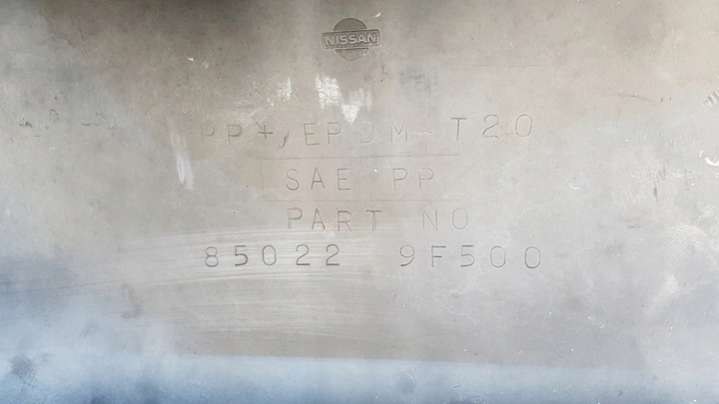 NISSAN
PP+, EPDM-T20
SAE PP
PART NO
85022 9F500